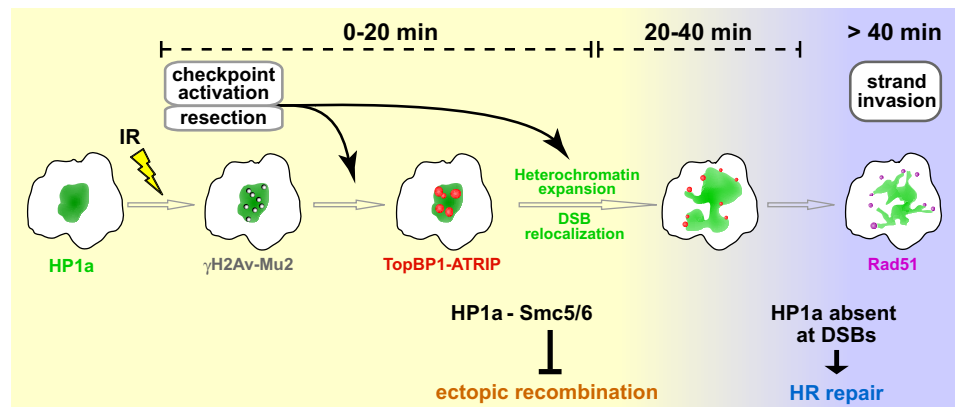 0-20 min
20-40 min
> 40 min
checkpoint
activation
resection
strand
invasion
IR
Heterochromatin
expansion
DSB
relocalization
HP1a
γH2Av-Mu2
TopBP1-ATRIP
Rad51
HP1a - Smc5/6
HP1a absent
at DSBs
ectopic recombination
HR repair